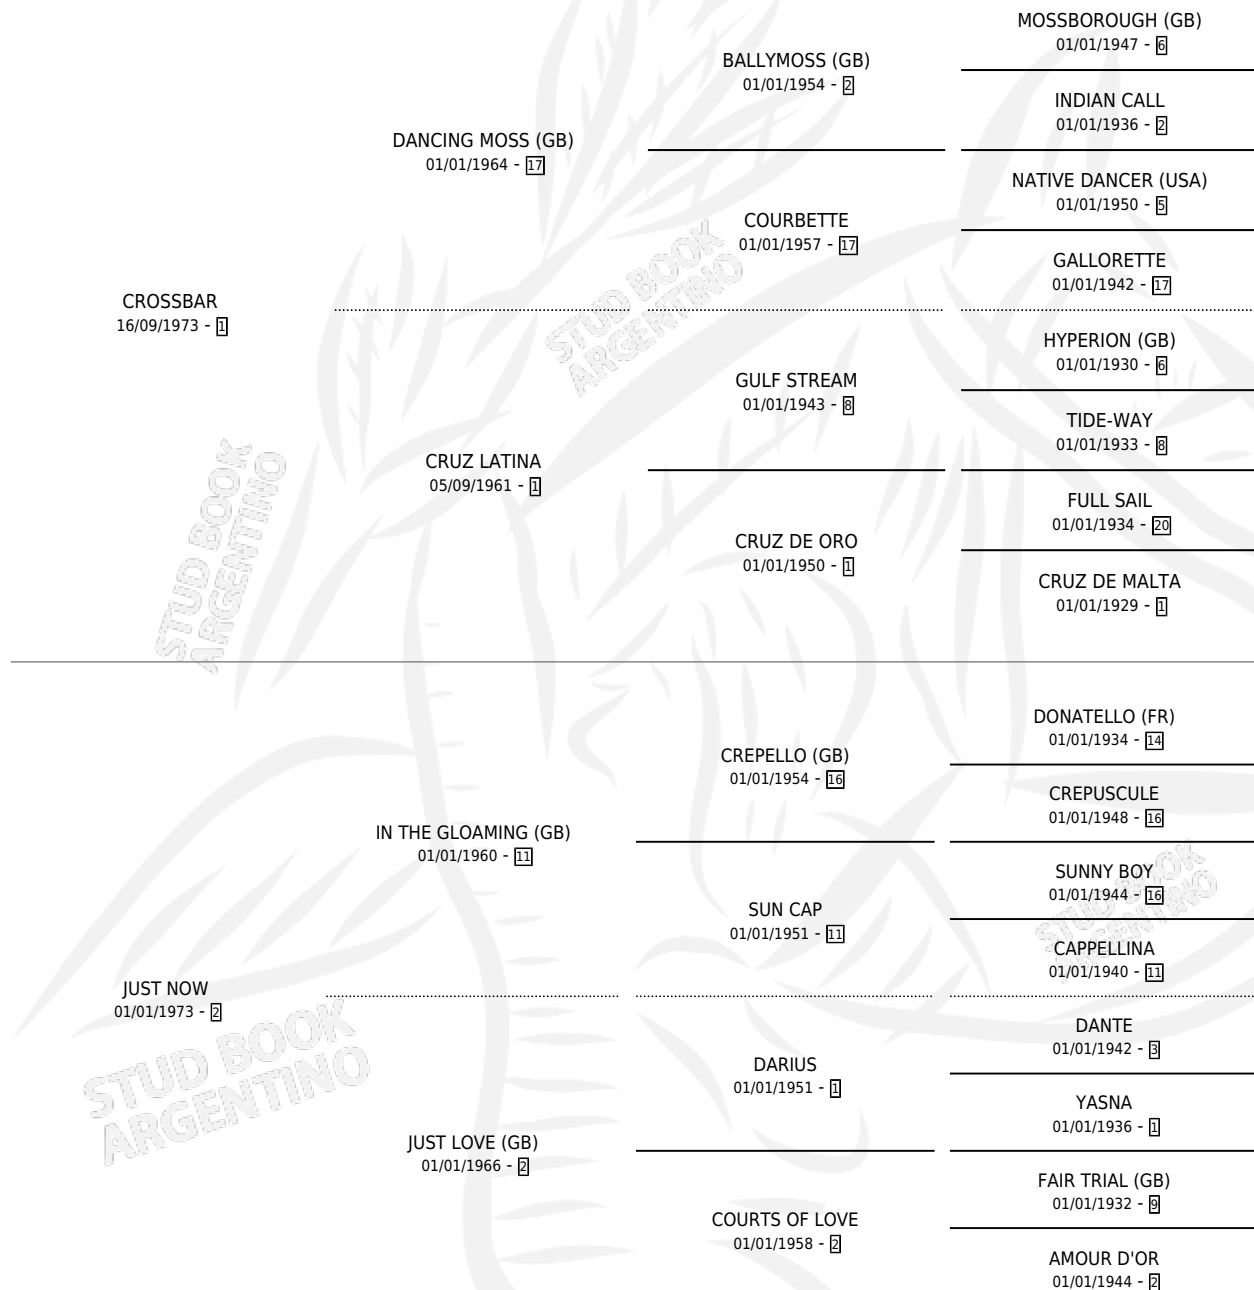 MOSSBOROUGH (GB)
01/01/1947 - 6
BALLYMOSS (GB)
01/01/1954 - 2
INDIAN CALL
01/01/1936 - 2
DANCING MOSS (GB)
01/01/1964 - 17
NATIVE DANCER (USA)
01/01/1950 - 5
COURBETTE
01/01/1957 - 17
GALLORETTE
01/01/1942 - 17
CROSSBAR
16/09/1973 - 1
HYPERION (GB)
01/01/1930 - 6
GULF STREAM
01/01/1943 - 8
TIDE-WAY
01/01/1933 - 8
CRUZ LATINA
05/09/1961 - 1
FULL SAIL
01/01/1934 - 20
CRUZ DE ORO
01/01/1950 - 1
CRUZ DE MALTA
01/01/1929 - 1
DONATELLO (FR)
01/01/1934 - 14
CREPELLO (GB)
01/01/1954 - 16
CREPUSCULE
01/01/1948 - 16
IN THE GLOAMING (GB)
01/01/1960 - 11
SUNNY BOY
01/01/1944 - 16
SUN CAP
01/01/1951 - 11
CAPPELLINA
01/01/1940 - 11
JUST NOW
01/01/1973 - 2
DANTE
01/01/1942 - 3
DARIUS
01/01/1951 - 1
YASNA
01/01/1936 - 1
JUST LOVE (GB)
01/01/1966 - 2
FAIR TRIAL (GB)
01/01/1932 - 9
COURTS OF LOVE
01/01/1958 - 2
AMOUR D'OR
01/01/1944 - 2
STUD BOOK
ARGENTINO
STUD BOOK
ARGENTINO
STUD BOOK
ARGENTINO
STUD BOOK
ARGENTINO